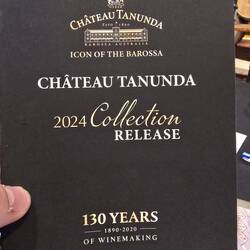 CHÂTEAU TANUNDA
ESTD 1890
BAROSSA AUSTRALIA
ICON OF THE BAROSSA
CHÂTEAU TANUNDA
2024 Collection
RELEASE
130 YEARS
1890-2020
OF WINEMAKING